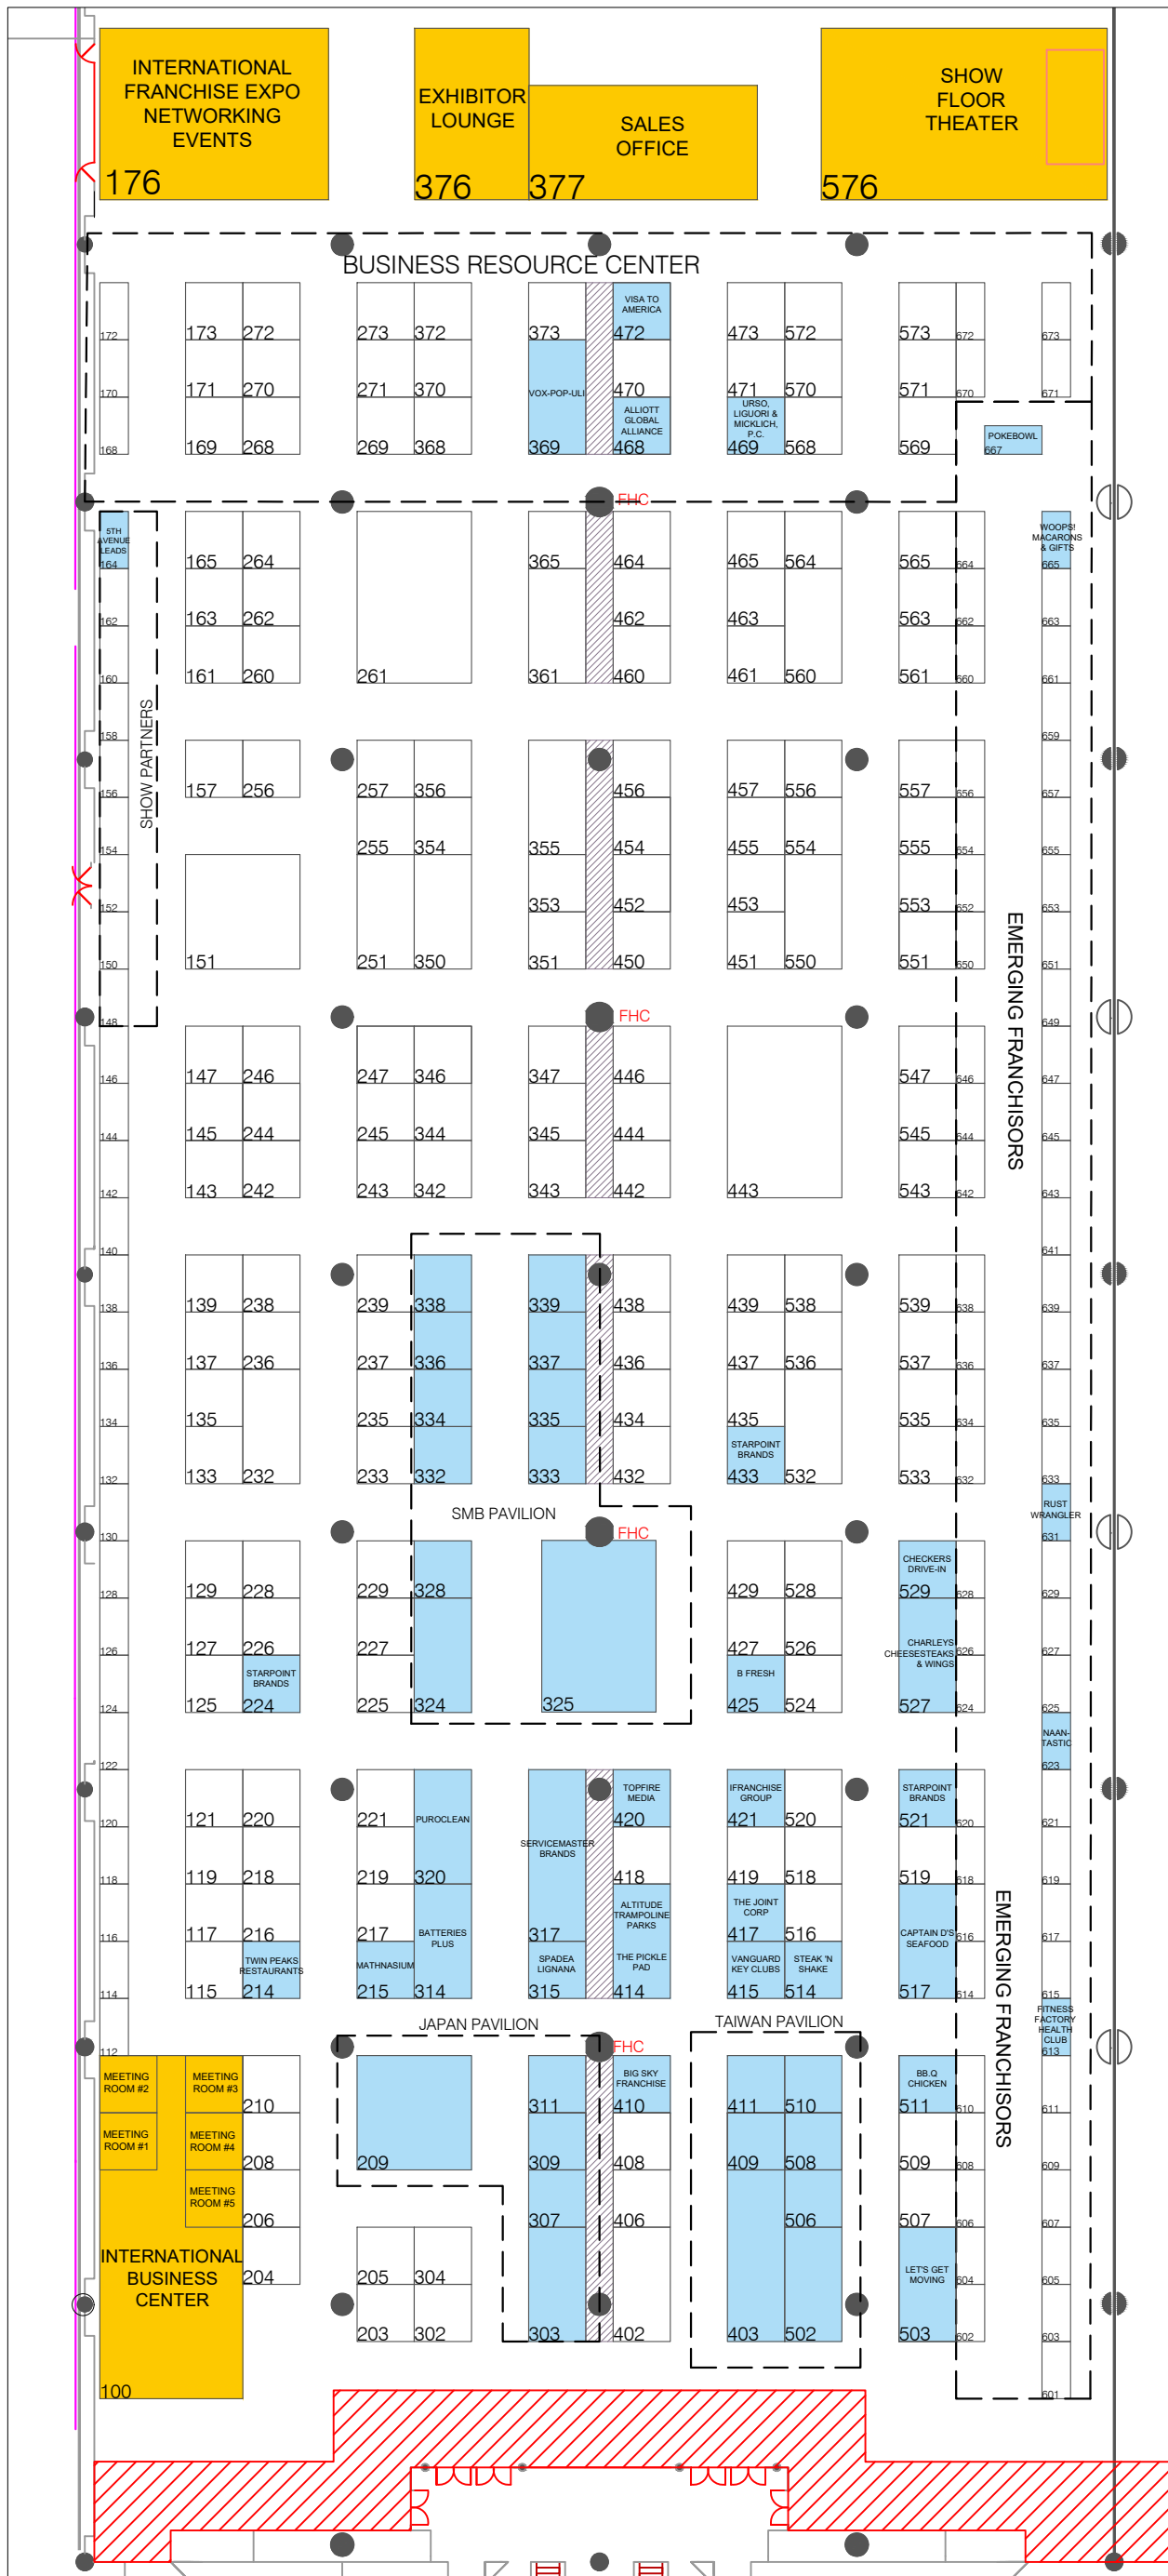 INTERNATIONAL
FRANCHISE EXPO
NETWORKING
EVENTS
176
EXHIBITOR
LOUNGE
376
SALES
OFFICE
377
SHOW
FLOOR
THEATER
576
BUSINESS RESOURCE CENTER
VISA TO
AMERICA
172 173 272 273 372 373 472 473 572 573 672 673
VOX-POP-ULI
170 171 270 271 370 470 471 570 571 670 671
ALLIOTT
GLOBAL
ALLIANCE
URSO,
LIGUORI &
MICKLICH,
P.C.
POKEBOWL
667
168 169 268 269 368 369 468 469 568 569
FHC
5TH
AVENUE
LEADS
WOOPS!
MACARONS
& GIFTS
164 165 264 365 464 465 564 565 664 665
162 163 262 462 463 563 662 663
160 161 260 261 361 460 461 560 561 660 661
SHOW PARTNERS
158 659
156 157 256 257 356 456 457 556 557 656 657
154 255 354 355 454 455 554 555 654 655
152 353 452 453 553 652 653
150 151 251 350 351 450 451 550 551 650 651
EMERGING FRANCHISORS
148 FHC 649
146 147 246 247 346 347 446 547 646 647
144 145 244 245 344 345 444 545 644 645
142 143 242 243 342 343 442 443 543 642 643
140 641
138 139 238 239 338 339 438 439 538 539 638 639
136 137 236 237 336 337 436 437 536 537 636 637
134 135 235 334 335 434 435 535 634 635
STARPOINT
BRANDS
132 133 232 233 332 333 432 433 532 533 632 633
SMB PAVILION
RUST
WRANGLER
130 FHC 631
CHECKERS
DRIVE-IN
128 129 228 229 328 429 528 529 628 629
CHARLEYS
CHEESESTEAKS
& WINGS
126 127 226 227 427 526 626 627
STARPOINT
BRANDS
B FRESH
124 125 224 225 324 325 425 524 527 624 625
NAAN-
TASTIC
122 623
PUROCLEAN
SERVICEMASTER
BRANDS
TOPFIRE
MEDIA
IFRANCHISE
GROUP
STARPOINT
BRANDS
120 121 220 221 420 421 520 521 620 621
118 119 218 219 320 418 419 518 519 618 619
BATTERIES
PLUS
ALTITUDE
TRAMPOLINE
PARKS
THE JOINT
CORP
CAPTAIN D'S
SEAFOOD
116 117 216 217 317 417 516 616 617
TWIN PEAKS
RESTAURANTS
MATHNASIUM
SPADEA
LIGNANA
THE PICKLE
PAD
VANGUARD
KEY CLUBS
STEAK 'N
SHAKE
114 115 214 215 314 315 414 415 514 517 614 615
EMERGING FRANCHISORS
JAPAN PAVILION
TAIWAN PAVILION
FITNESS
FACTORY
HEALTH
CLUB
112 FHC 613
MEETING
ROOM #2
MEETING
ROOM #3
BIG SKY
FRANCHISE
BB.Q
CHICKEN
210 311 410 411 510 511 610 611
MEETING
ROOM #1
MEETING
ROOM #4
208 209 309 408 409 508 509 608 609
MEETING
ROOM #5
206 307 406 506 507 606 607
INTERNATIONAL
BUSINESS
CENTER
LET'S GET
MOVING
204 205 304 604 605
203 302 303 402 403 502 503 602 603
100 601